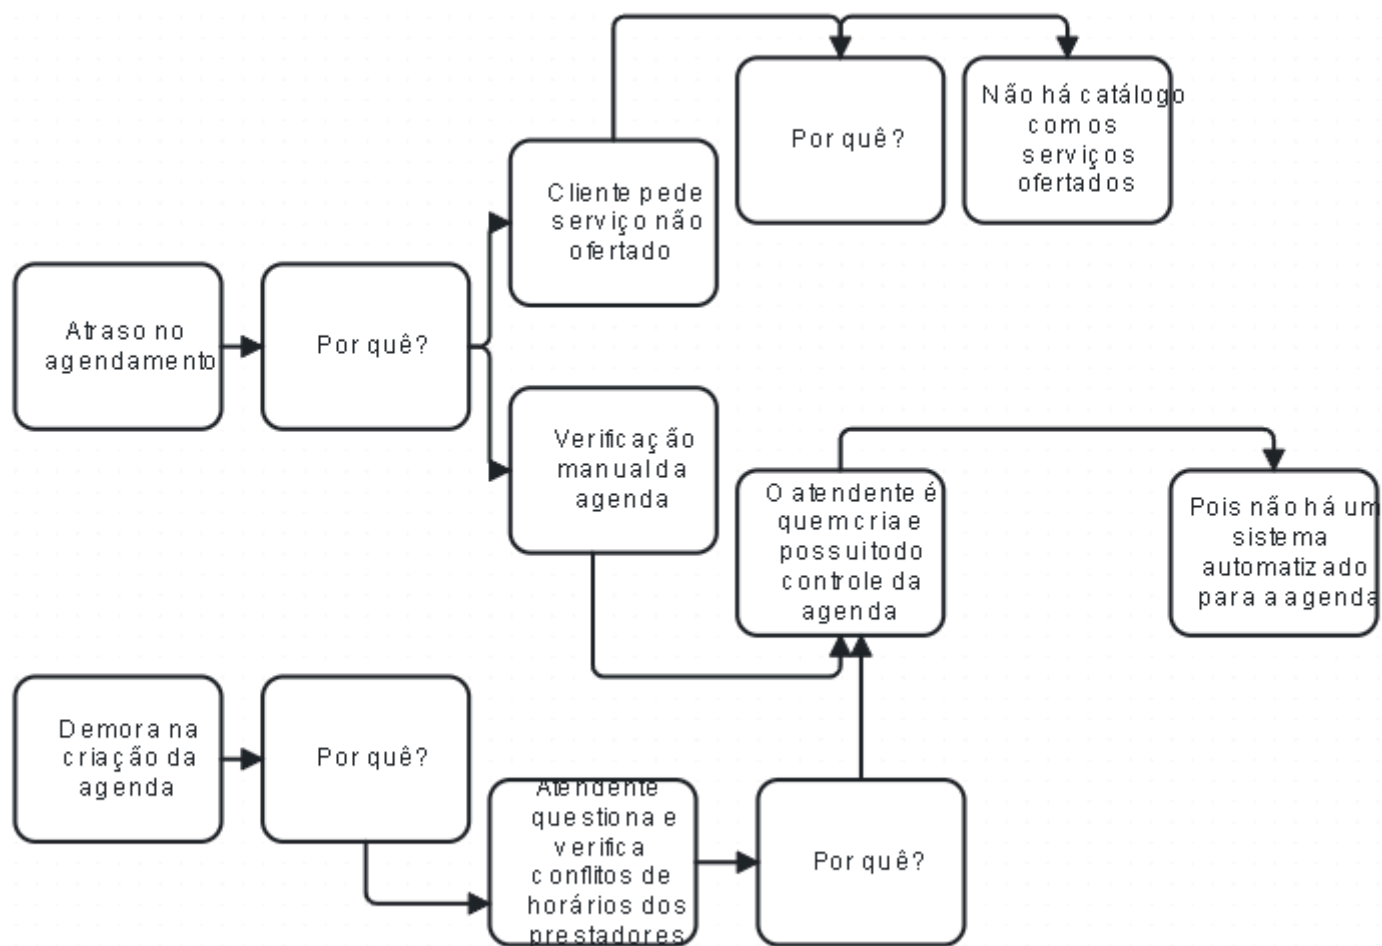 Não há catálogo
com os
serviços
ofertados
Por quê?
Cliente pede
serviço não
ofertado
Atraso no
agendamento
Por quê?
Verificação
manual da
agenda
O atendente é
quem cria e
possui todo
controle da
agenda
Pois não há um
sistema
automatizado
para a agenda
Demora na
criação da
agenda
Por quê?
Atendente
questiona e
verifica
conflitos de
horários dos
prestadores
Por quê?